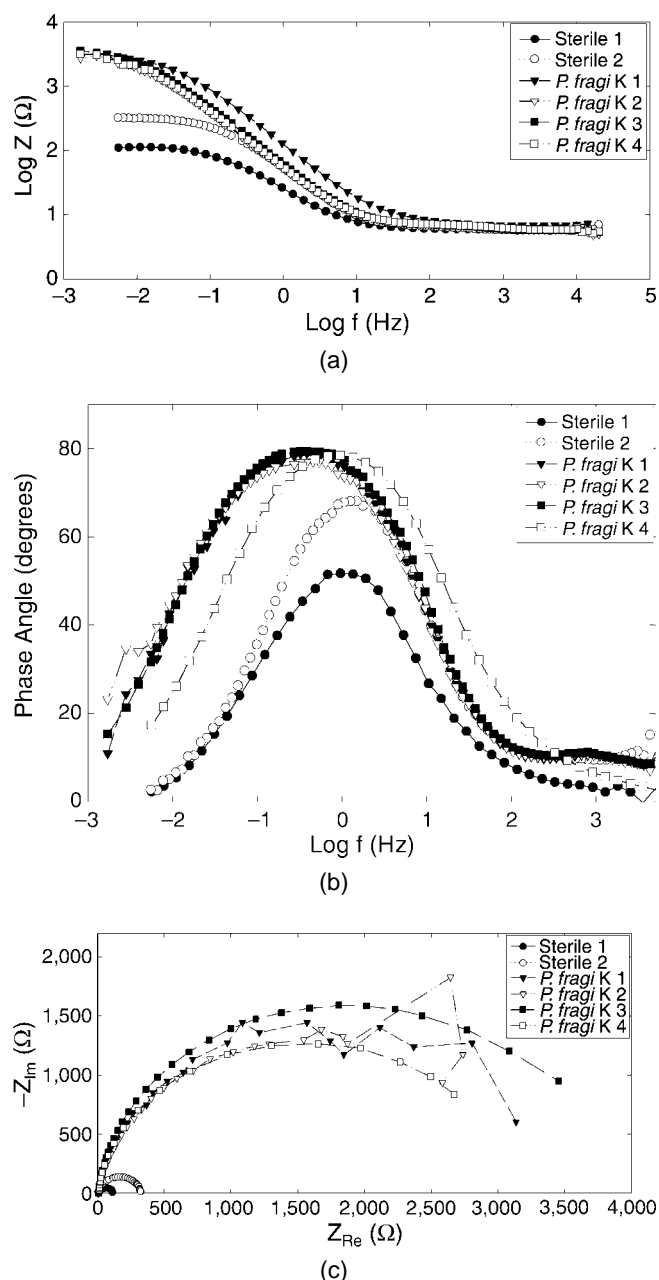 4
3
2
1
0
Log Z (Ω)
Sterile 1
Sterile 2
P. fragi K 1
P. fragi K 2
P. fragi K 3
P. fragi K 4
−3 −2 −1 0 1 2 3 4 5
Log f (Hz)
(a)
80
60
40
20
0
Phase Angle (degrees)
Sterile 1
Sterile 2
P. fragi K 1
P. fragi K 2
P. fragi K 3
P. fragi K 4
−3 −2 −1 0 1 2 3
Log f (Hz)
(b)
2,000
1,500
1,000
500
0
−Z_Im (Ω)
Sterile 1
Sterile 2
P. fragi K 1
P. fragi K 2
P. fragi K 3
P. fragi K 4
0 500 1,000 1,500 2,000 2,500 3,000 3,500 4,000
Z_Re (Ω)
(c)